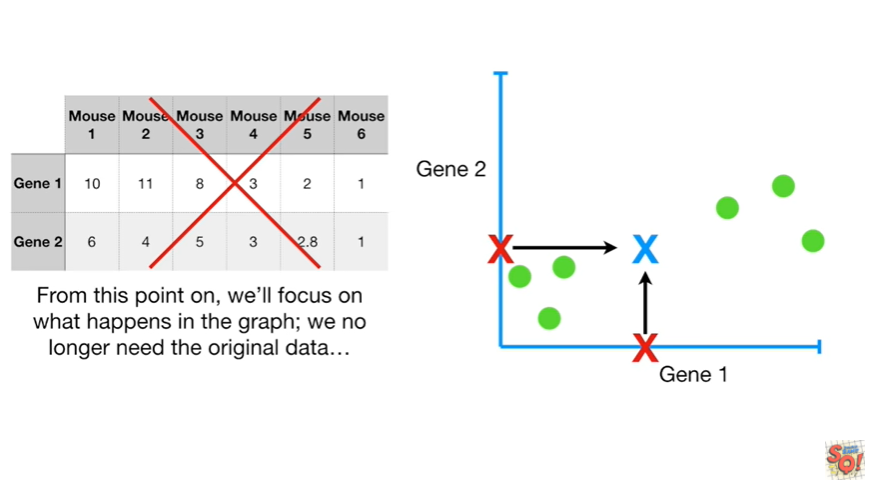 Mouse 1 Mouse 2 Mouse 3 Mouse 4 Mouse 5 Mouse 6
Gene 1 10 11 8 3 2 1
Gene 2 6 4 5 3 2.8 1
From this point on, we'll focus on
what happens in the graph; we no
longer need the original data…
Gene 2
X X
X
Gene 1
SQ!